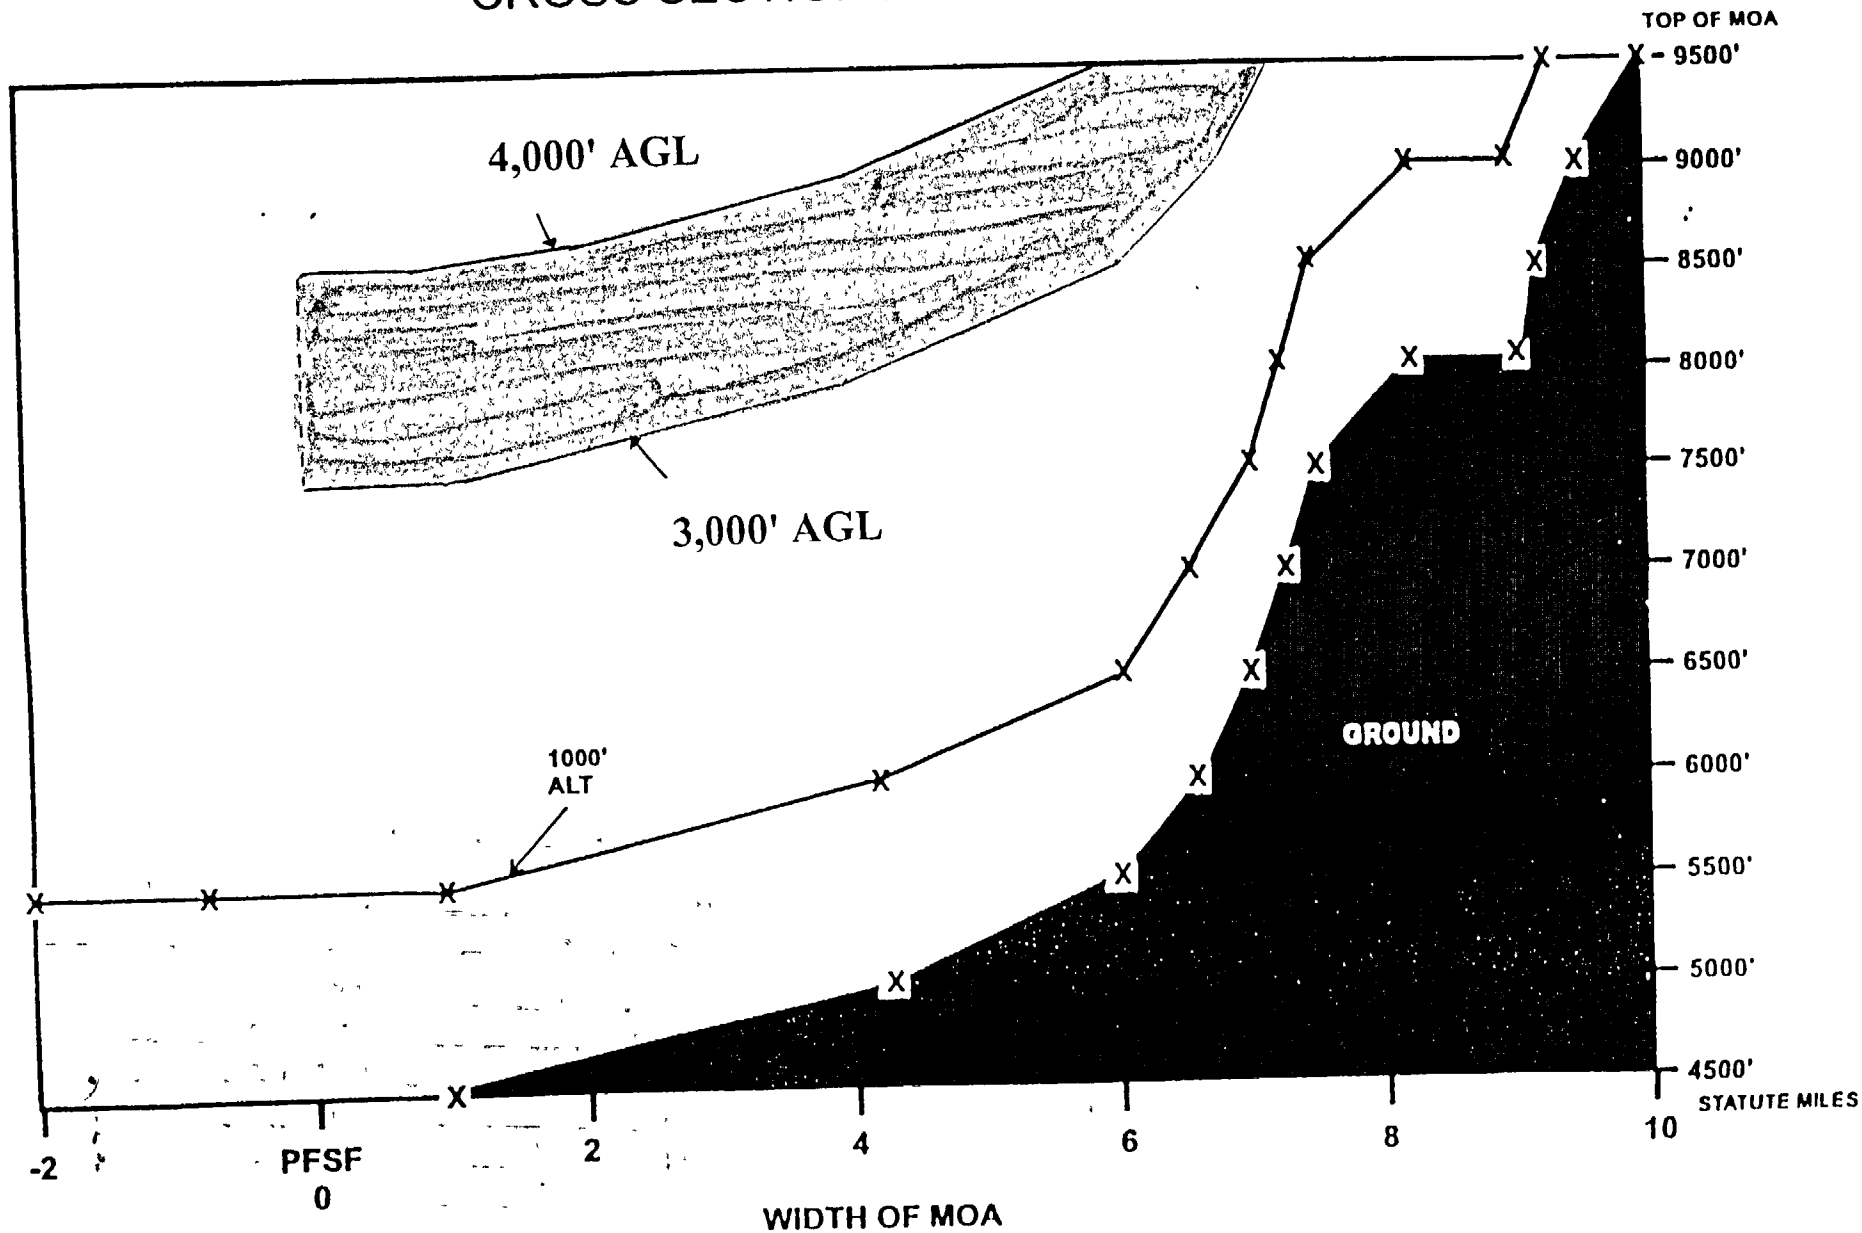 TOP OF MOA
9500'
4,000' AGL
9000'
8500'
8000'
7500'
3,000' AGL
7000'
6500'
GROUND
6000'
1000'
ALT
5500'
5000'
4500'
STATUTE MILES
-2
PFSF
0
2
4
6
8
10
WIDTH OF MOA